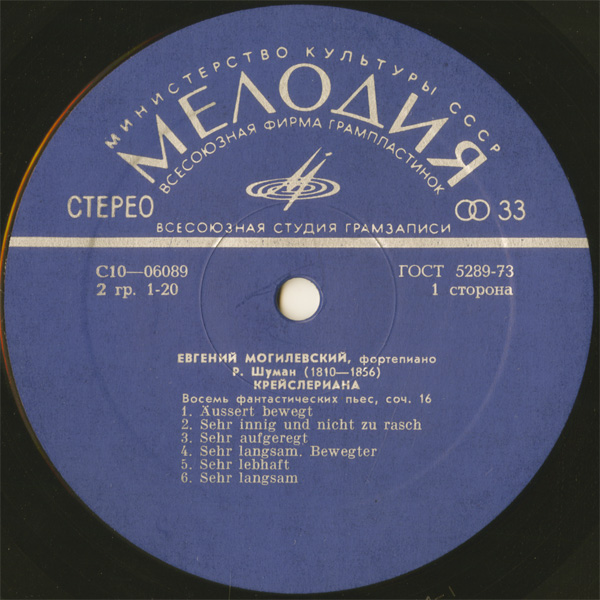 МИНИСТЕРСТВО КУЛЬТУРЫ СССР
МЕЛОДИЯ
ВСЕСОЮЗНАЯ ФИРМА ГРАМПЛАСТИНОК
СТЕРЕО
33
ВСЕСОЮЗНАЯ СТУДИЯ ГРАМЗАПИСИ
С10—06089
ГОСТ 5289-73
2 гр. 1-20
1 сторона
ЕВГЕНИЙ МОГИЛЕВСКИЙ, фортепиано
Р. Шуман (1810—1856)
КРЕЙСЛЕРИАНА
Восемь фантастических пьес, соч. 16
1. Äussert bewegt
2. Sehr innig und nicht zu rasch
3. Sehr aufgeregt
4. Sehr langsam. Bewegter
5. Sehr lebhaft
6. Sehr langsam